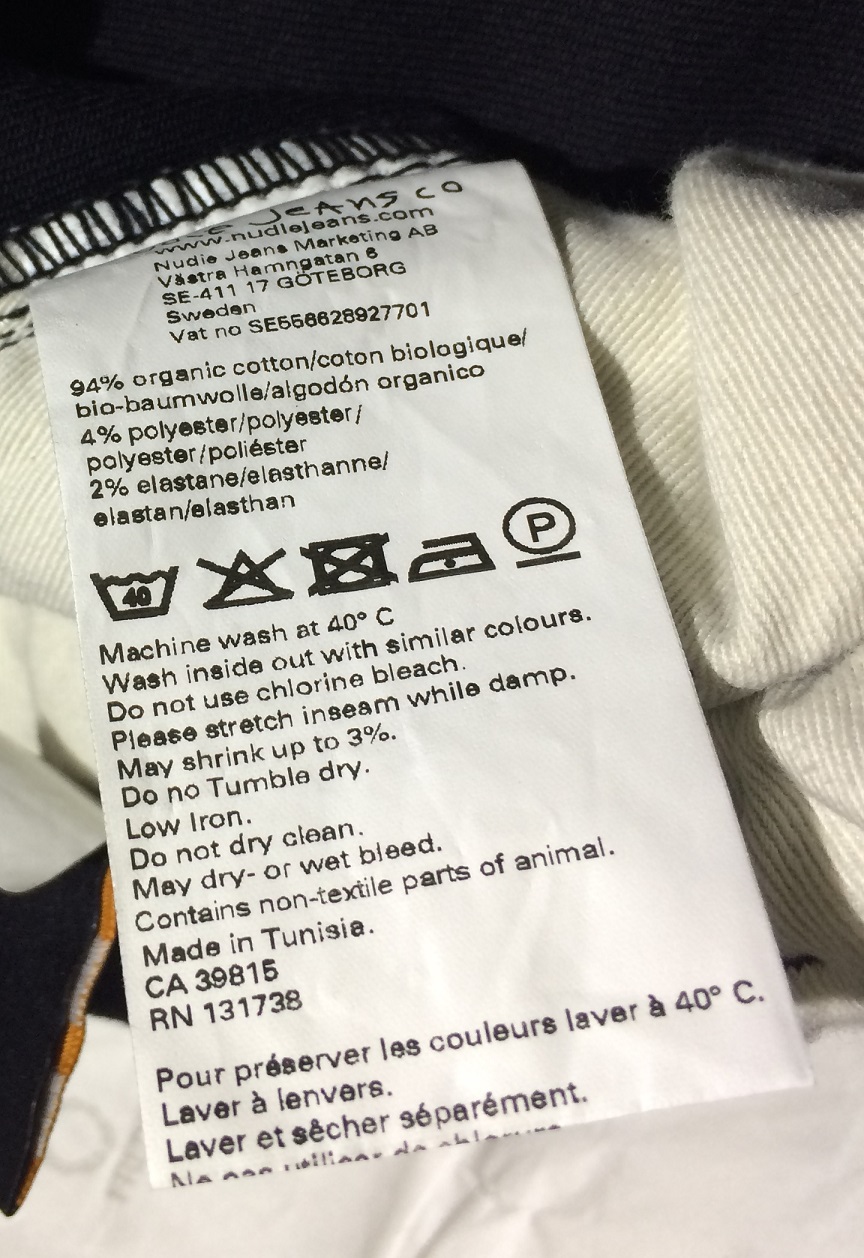 JEANS CO
www.nudiejeans.com
Nudie Jeans Marketing AB
Västra Hamngatan 6
SE-411 17 GÖTEBORG
Sweden
Vat no SE556628927701
94% organic cotton/coton biologique/
bio-baumwolle/algodón organico
4% polyester/polyester/
polyester/poliéster
2% elastane/elasthanne/
elastan/elasthan
40 P
Machine wash at 40° C
Wash inside out with similar colours.
Do not use chlorine bleach.
Please stretch inseam while damp.
May shrink up to 3%.
Do no Tumble dry.
Low Iron.
Do not dry clean.
May dry- or wet bleed.
Contains non-textile parts of animal.
Made in Tunisia.
CA 39815
RN 131738
Pour préserver les couleurs laver à 40° C.
Laver à lenvers.
Laver et sêcher séparément.